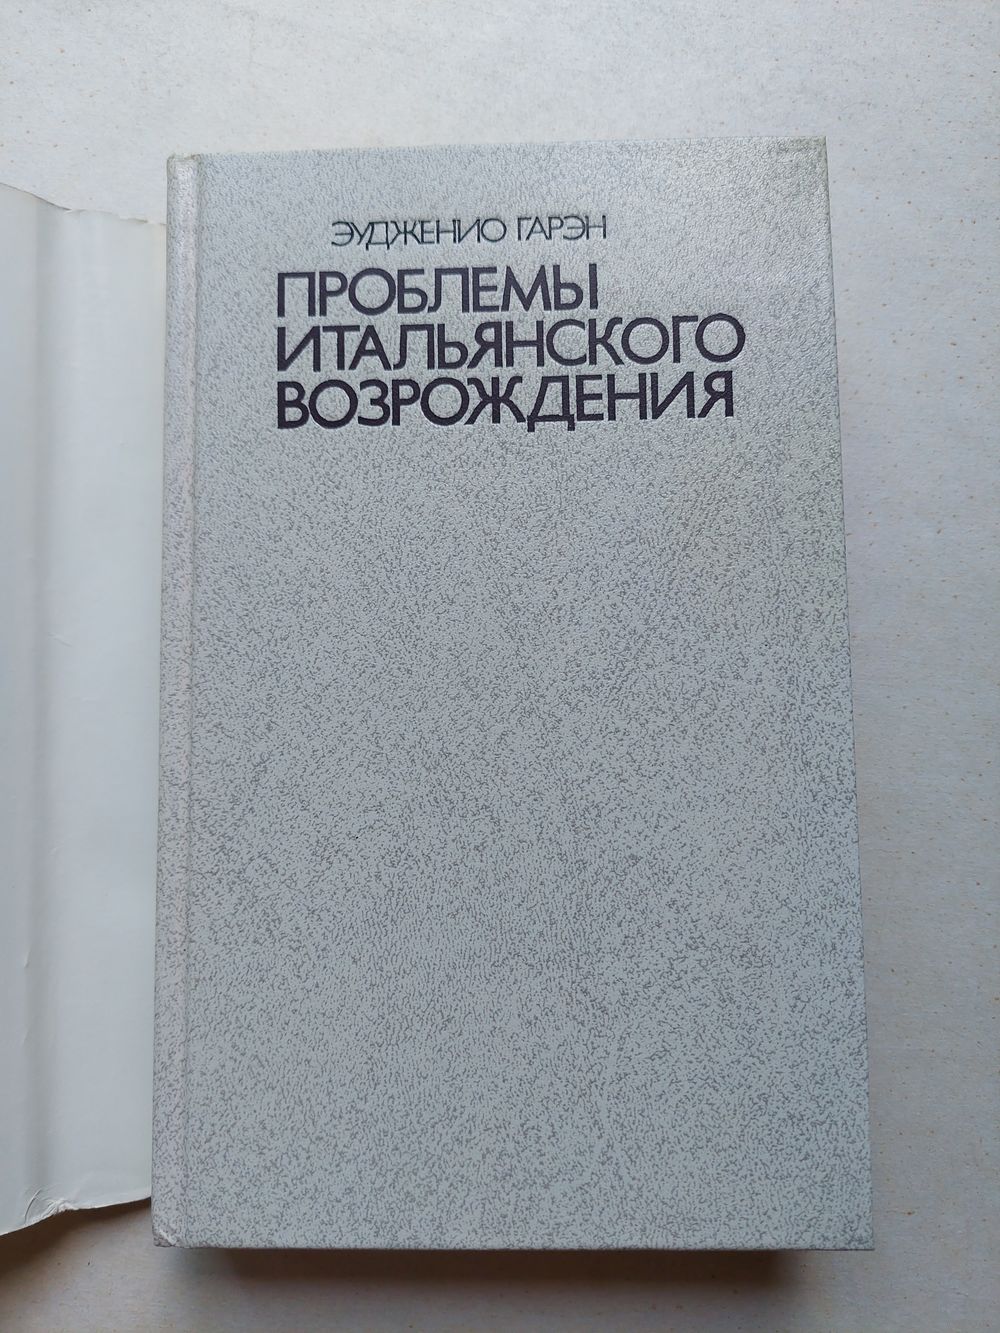 ЭУДЖЕНИО ГАРЭН
ПРОБЛЕМЫ
ИТАЛЬЯНСКОГО
ВОЗРОЖДЕНИЯ